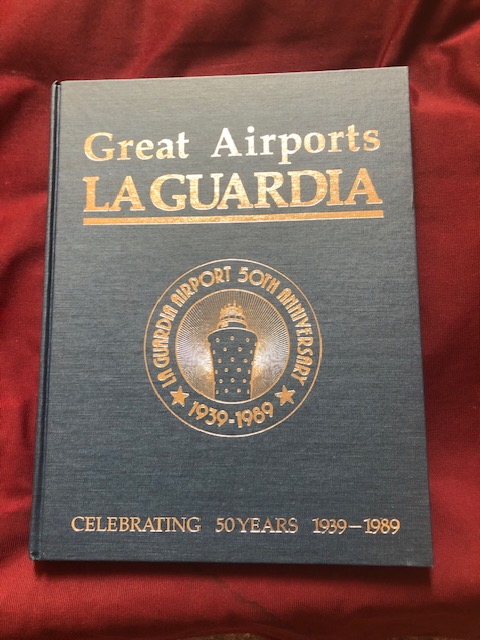 Great Airports
LA GUARDIA
LA GUARDIA AIRPORT 50TH ANNIVERSARY
1939-1989
CELEBRATING 50 YEARS 1939-1989